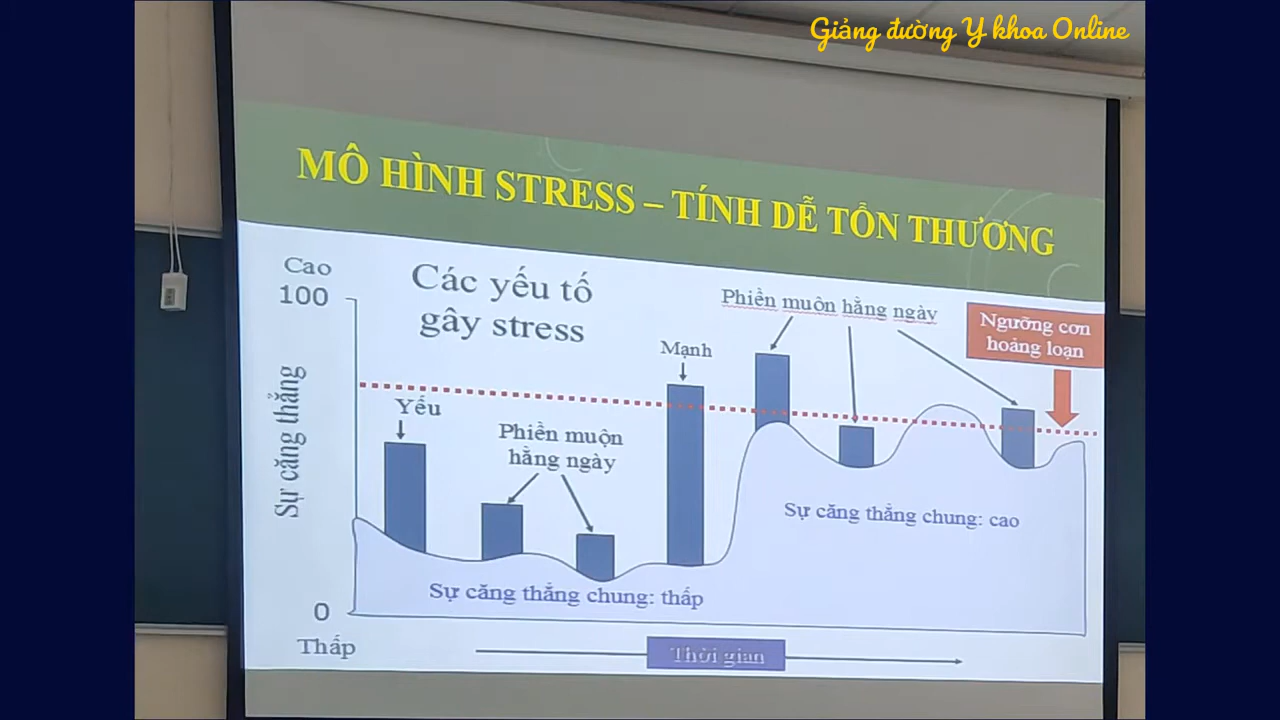 Giảng đường Y khoa Online
MÔ HÌNH STRESS – TÍNH DỄ TỔN THƯƠNG
Cao
100
Các yếu tố
gây stress
Phiền muộn hằng ngày
Ngưỡng cơn
hoảng loạn
Mạnh
Yếu
Phiền muộn
hằng ngày
Sự căng thẳng
Sự căng thẳng chung: cao
Sự căng thẳng chung: thấp
0
Thấp
Thời gian